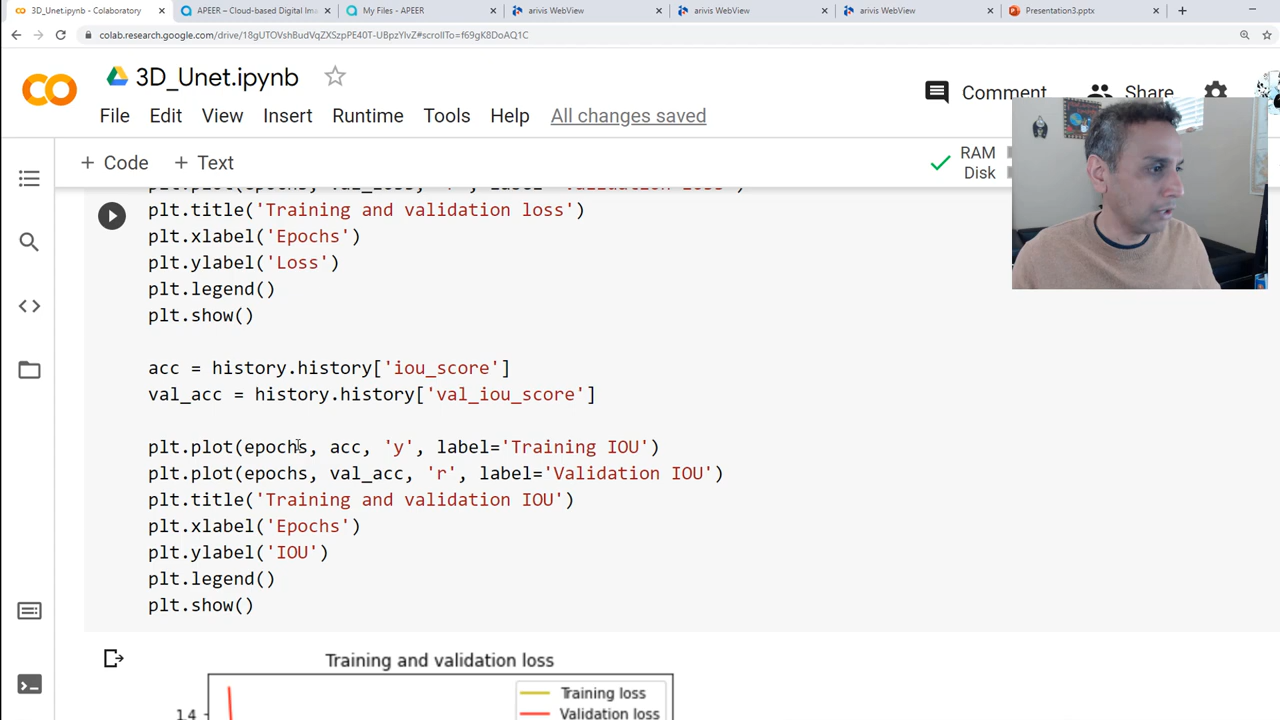 3D_Unet.ipynb - Colaboratory
APEER – Cloud-based Digital Ima
My Files - APEER
arivis WebView
arivis WebView
arivis WebView
Presentation3.pptx
colab.research.google.com/drive/18gUTOVshBudVqZXSzpPE40T-UBpzYlvZ#scrollTo=f69gK8DoAQ1C
3D_Unet.ipynb
Comment
Share
File Edit View Insert Runtime Tools Help All changes saved
+ Code + Text
RAM
Disk
plt.title('Training and validation loss')
plt.xlabel('Epochs')
plt.ylabel('Loss')
plt.legend()
plt.show()
acc = history.history['iou_score']
val_acc = history.history['val_iou_score']
plt.plot(epochs, acc, 'y', label='Training IOU')
plt.plot(epochs, val_acc, 'r', label='Validation IOU')
plt.title('Training and validation IOU')
plt.xlabel('Epochs')
plt.ylabel('IOU')
plt.legend()
plt.show()
Training and validation loss
Training loss
1.4
Validation loss